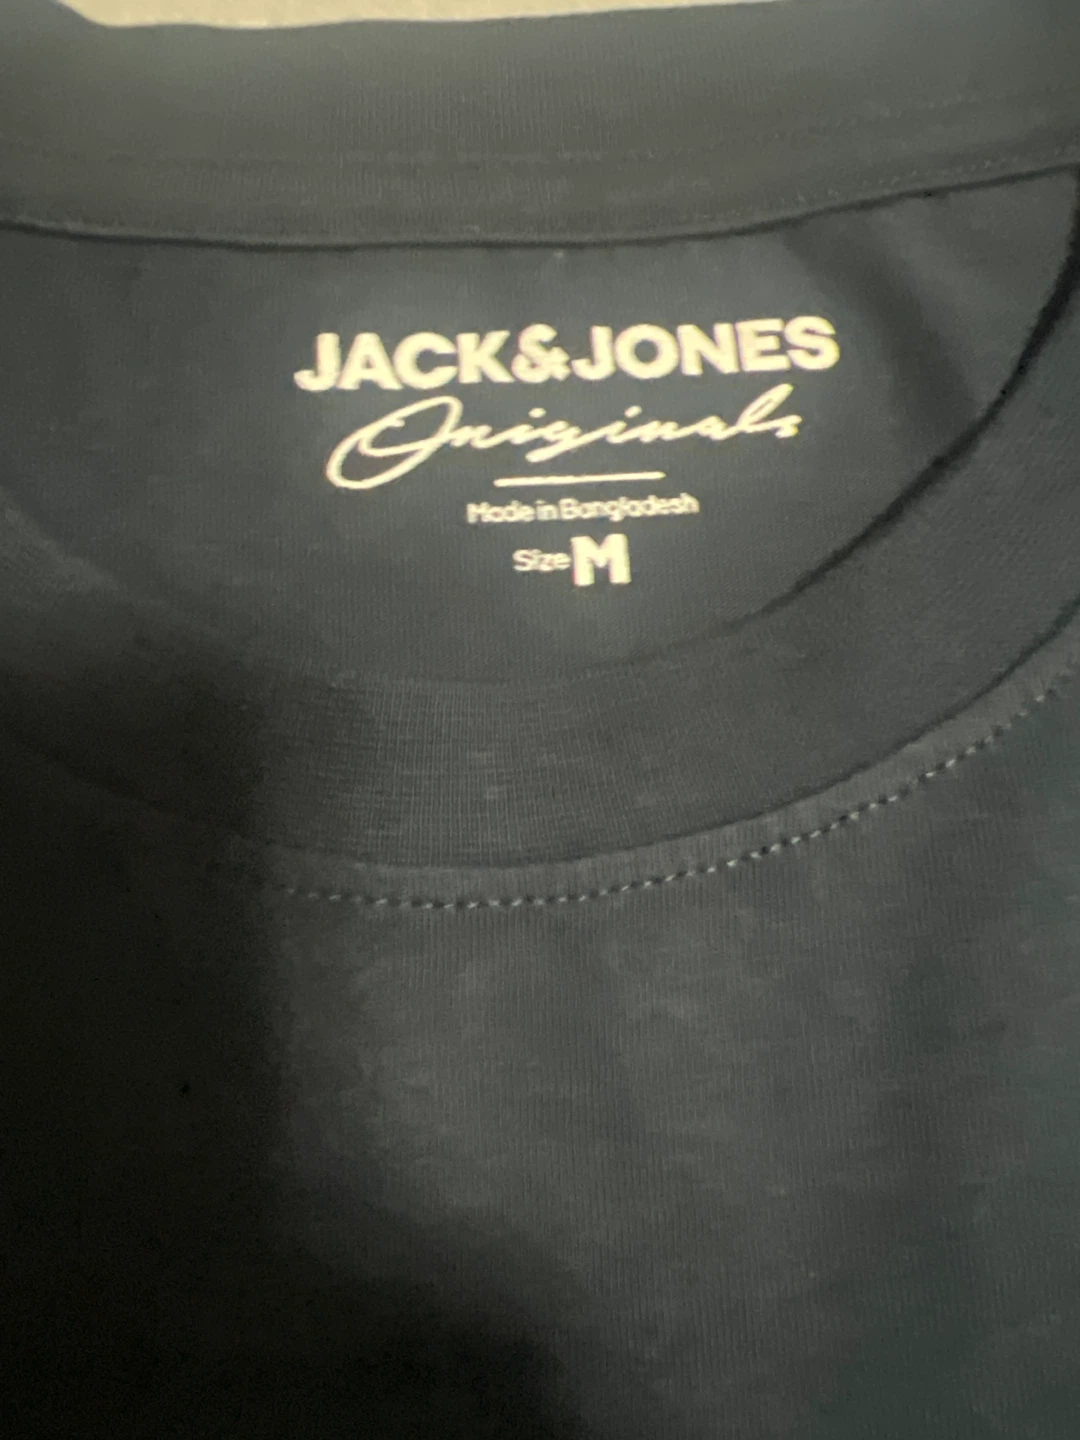 JACK&JONES
Originals
Made in Bangladesh
Size M